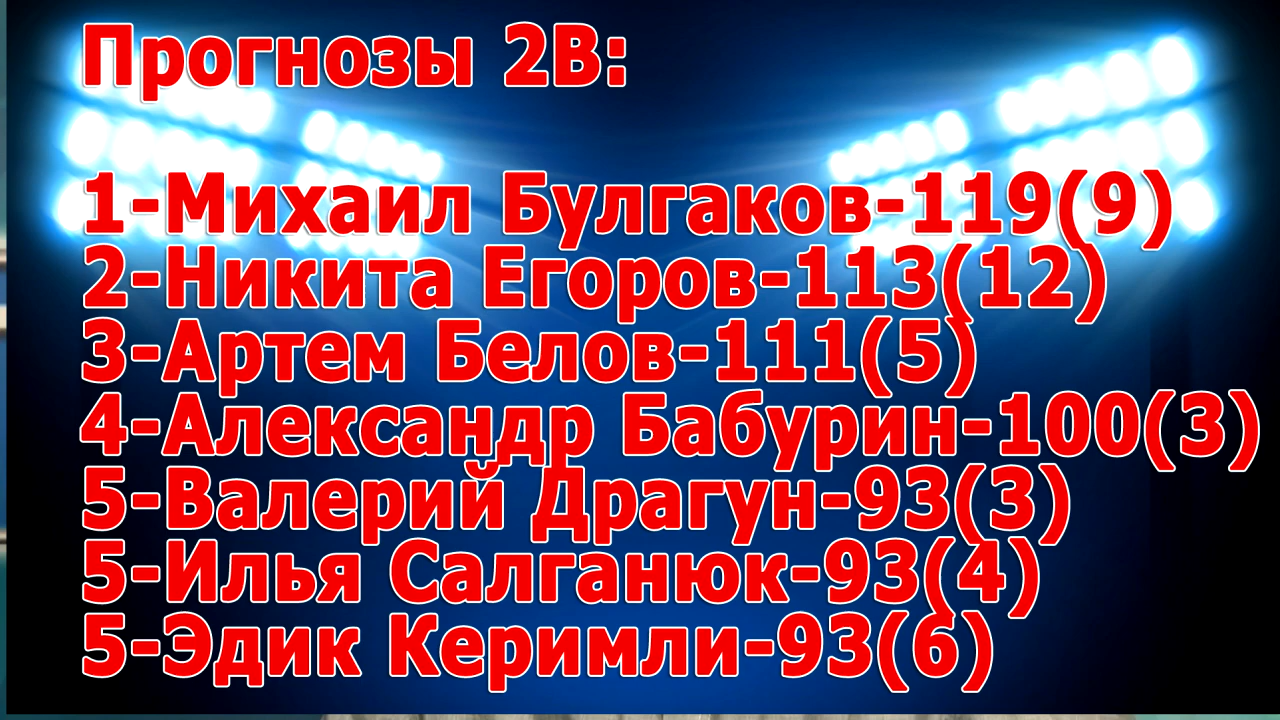 Прогнозы 2В:
1-Михаил Булгаков-119(9)
2-Никита Егоров-113(12)
3-Артем Белов-111(5)
4-Александр Бабурин-100(3)
5-Валерий Драгун-93(3)
5-Илья Салганюк-93(4)
5-Эдик Керимли-93(6)